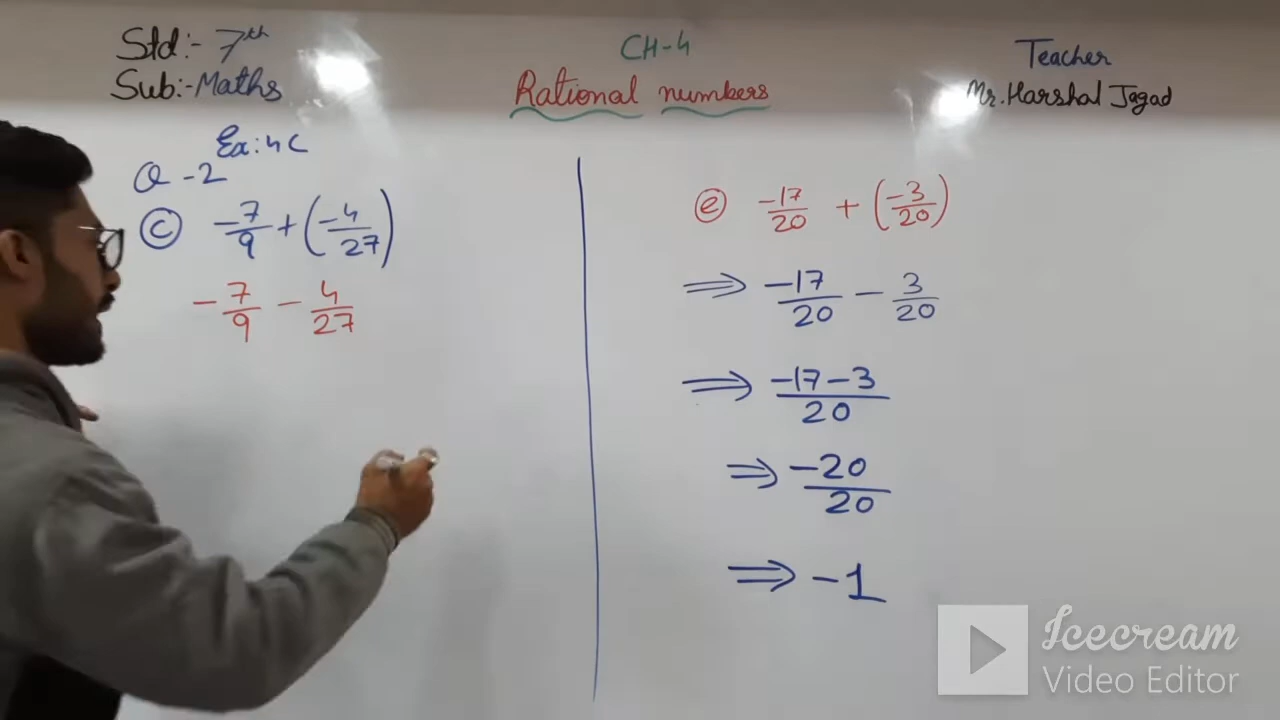 Std:- 7th
Sub:- Maths
CH-4
Rational numbers
Teacher
Mr. Harshal Jagad
Ex: 4C
Q-2
(c) -7/9 + (-4/27)
-7/9 - 4/27
(e) -17/20 + (-3/20)
⇒ -17/20 - 3/20
⇒ -17-3/20
⇒ -20/20
⇒ -1
Icecream
Video Editor